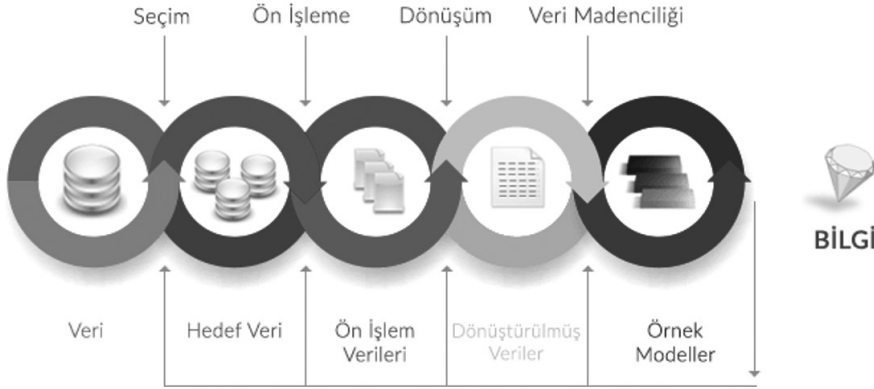 Seçim
Ön İşleme
Dönüşüm
Veri Madenciliği
BİLGİ
Veri
Hedef Veri
Ön İşlem
Verileri
Dönüştürülmüş
Veriler
Örnek
Modeller